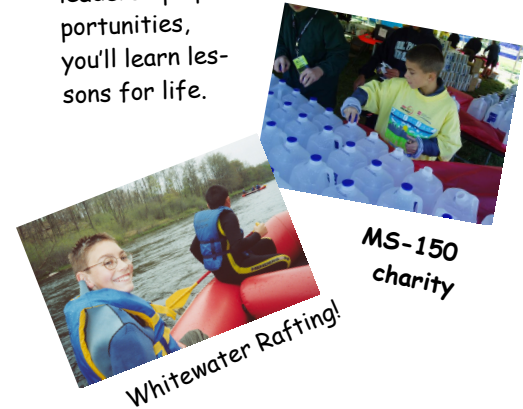 portunities,
you'll learn les-
sons for life.
MS-150
charity
Whitewater Rafting!